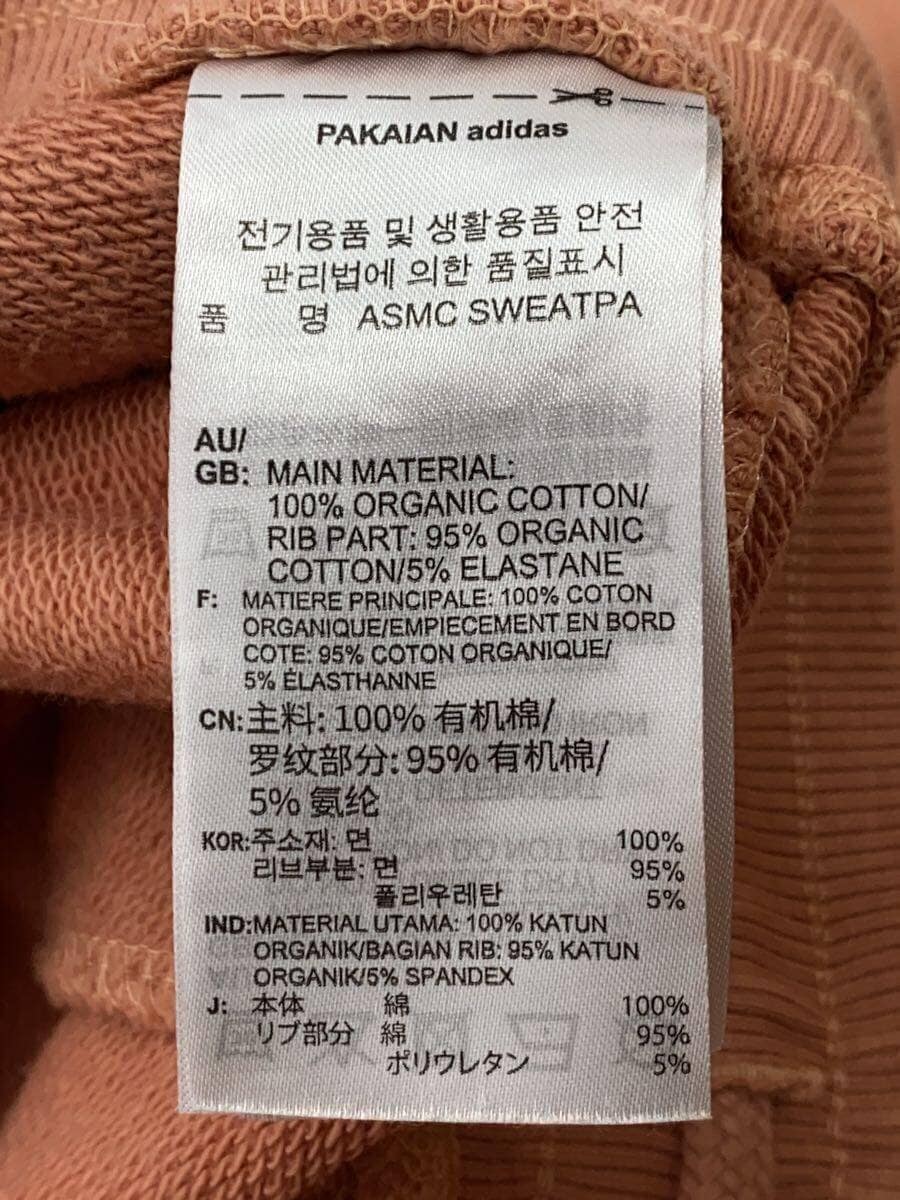 PAKAIAN adidas
전기용품 및 생활용품 안전
관리법에 의한 품질표시
품 명 ASMC SWEATPA
AU/
GB: MAIN MATERIAL:
100% ORGANIC COTTON/
RIB PART: 95% ORGANIC
COTTON/5% ELASTANE
F: MATIERE PRINCIPALE: 100% COTON
ORGANIQUE/EMPIECEMENT EN BORD
COTE: 95% COTON ORGANIQUE/
5% ÉLASTHANNE
CN: 主料: 100% 有机棉/
罗纹部分: 95% 有机棉/
5% 氨纶
KOR: 주소재: 면 100%
리브부분: 면 95%
폴리우레탄 5%
IND: MATERIAL UTAMA: 100% KATUN
ORGANIK/BAGIAN RIB: 95% KATUN
ORGANIK/5% SPANDEX
J: 本体 綿 100%
リブ部分 綿 95%
ポリウレタン 5%